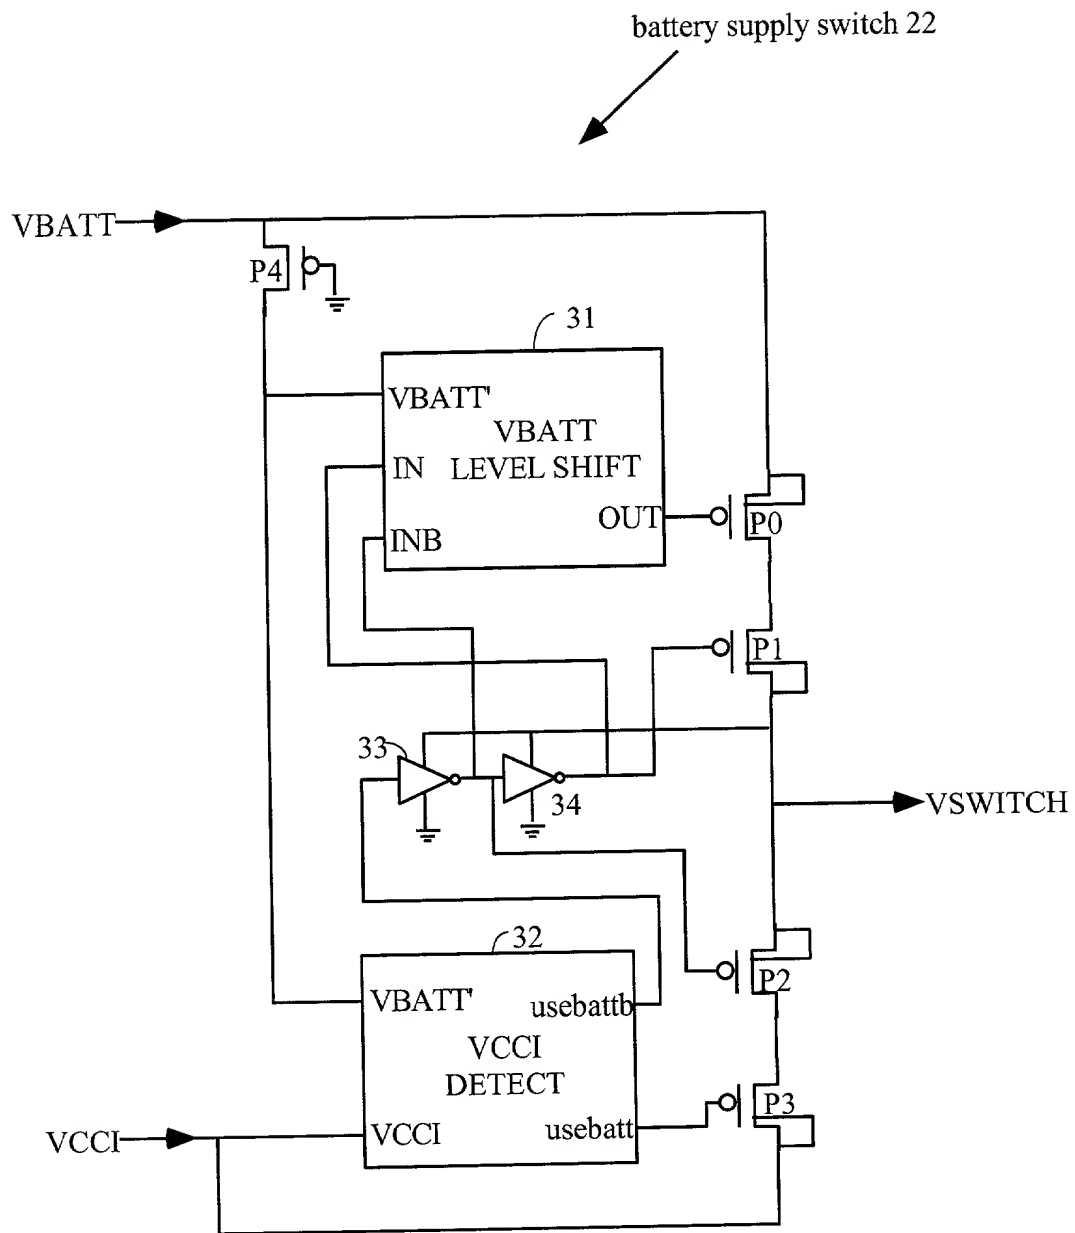 battery supply switch 22
VBATT
P4
31
VBATT'
VBATT
LEVEL SHIFT
IN
OUT
INB
P0
P1
33
34
VSWITCH
32
VBATT'
usebattb
VCCI
DETECT
P2
VCCI
usebatt
P3
VCCI